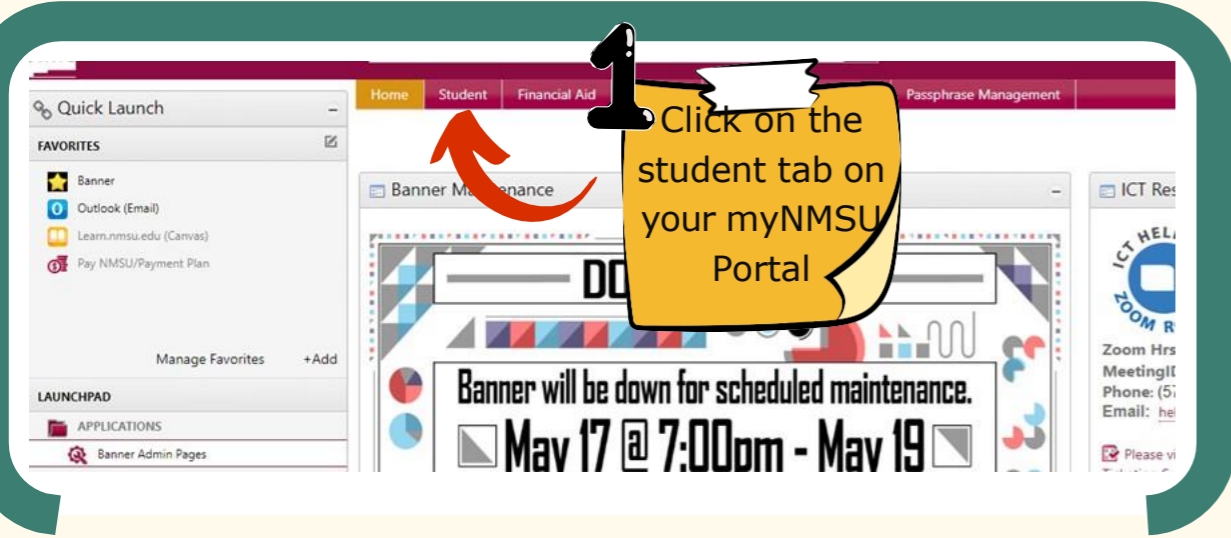 1
Click on the
student tab on
your myNMSU
Portal
Home Student Financial Aid Passphrase Management
Quick Launch
FAVORITES
Banner
Outlook (Email)
Learn.nmsu.edu (Canvas)
Pay NMSU/Payment Plan
Manage Favorites +Add
LAUNCHPAD
APPLICATIONS
Banner Admin Pages
Banner
Banner will be down for scheduled maintenance.
May 17 @ 7:00pm - May 19
ICT
ICT
ZOOM
Zoom Hrs
Phone: (57
Email:
Please